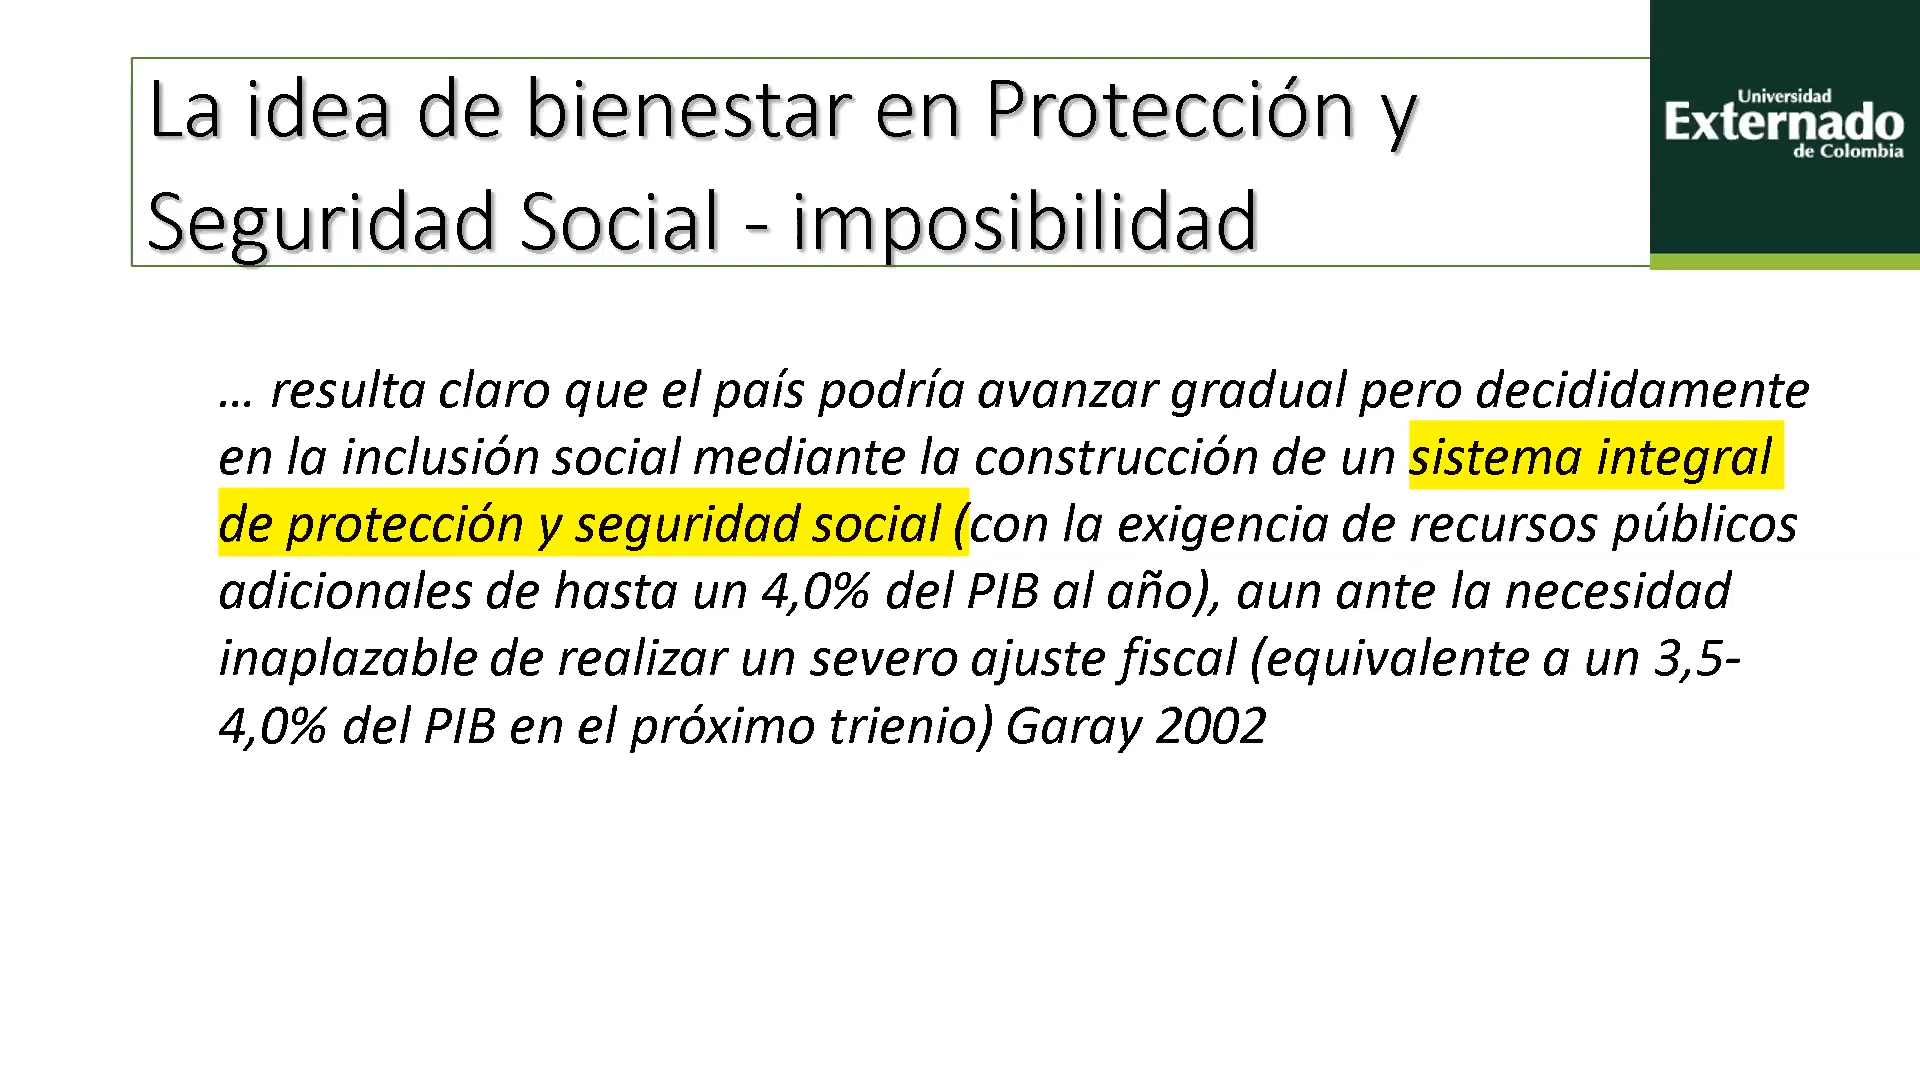 La idea de bienestar en Protección y
Seguridad Social - imposibilidad
Universidad
Externado
de Colombia
... resulta claro que el país podría avanzar gradual pero decididamente
en la inclusión social mediante la construcción de un sistema integral
de protección y seguridad social (con la exigencia de recursos públicos
adicionales de hasta un 4,0% del PIB al año), aun ante la necesidad
inaplazable de realizar un severo ajuste fiscal (equivalente a un 3,5-
4,0% del PIB en el próximo trienio) Garay 2002